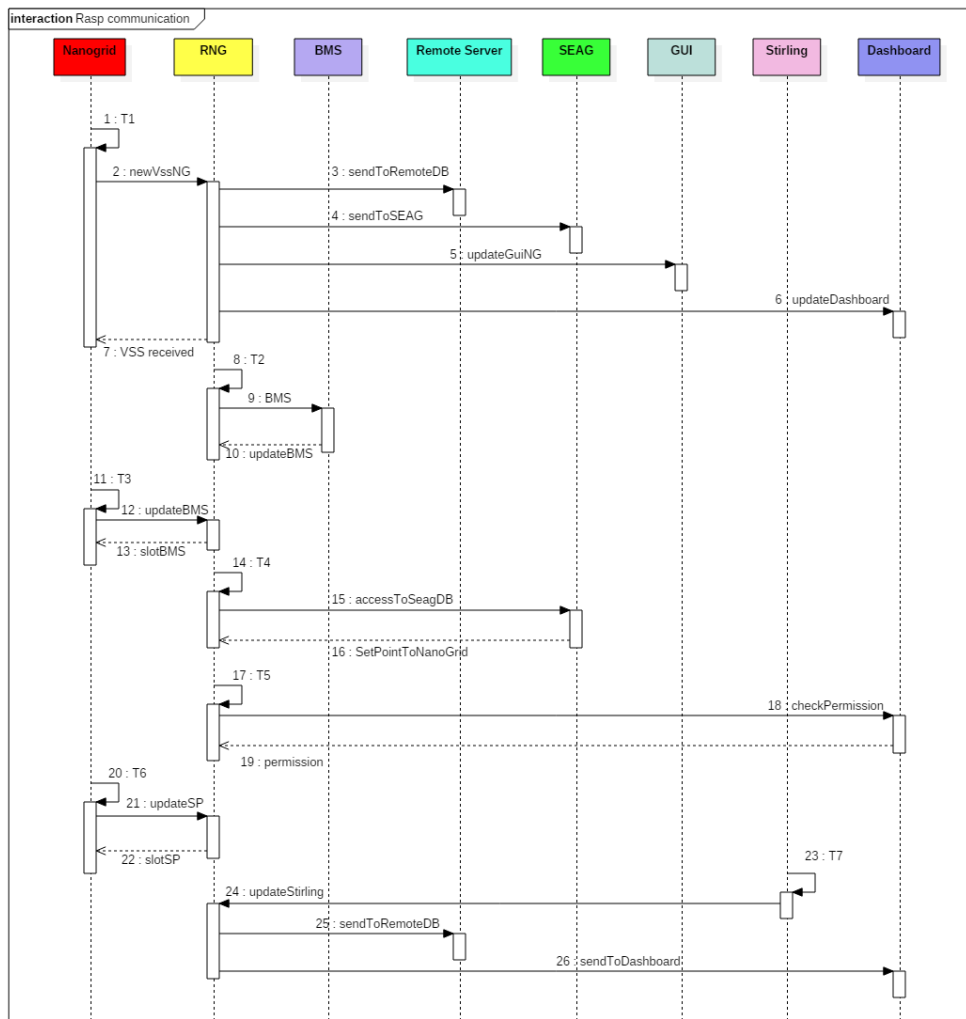 interaction Rasp communication
Nanogrid
RNG
BMS
Remote Server
SEAG
GUI
Stirling
Dashboard
1 : T1
2 : newVssNG
3 : sendToRemoteDB
4 : sendToSEAG
5 : updateGuiNG
6 : updateDashboard
7 : VSS received
8 : T2
9 : BMS
10 : updateBMS
11 : T3
12 : updateBMS
13 : slotBMS
14 : T4
15 : accessToSeagDB
16 : SetPointToNanoGrid
17 : T5
18 : checkPermission
19 : permission
20 : T6
21 : updateSP
22 : slotSP
23 : T7
24 : updateStirling
25 : sendToRemoteDB
26 : sendToDashboard